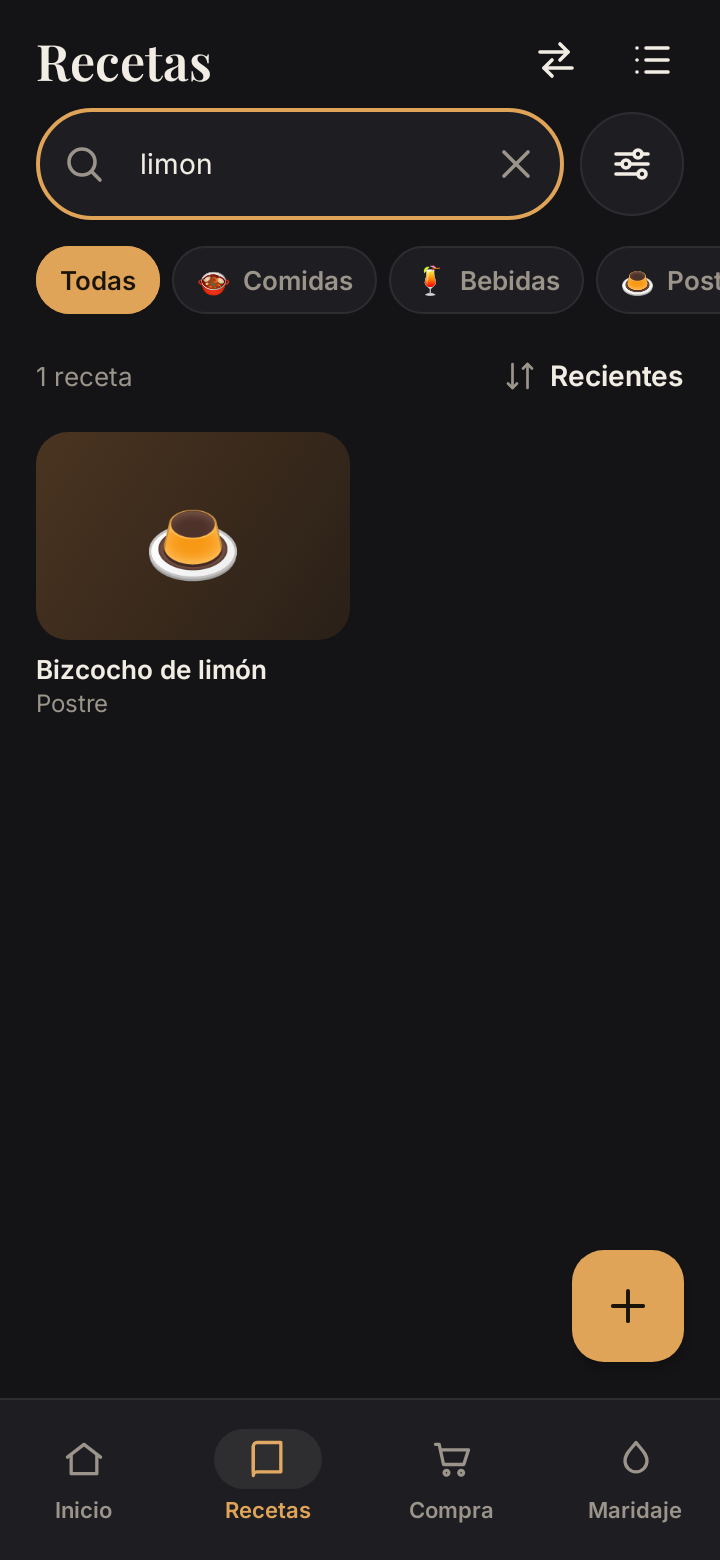 Recetas
limon
Todas
Comidas
Bebidas
Post
1 receta
Recientes
Bizcocho de limón
Postre
Inicio
Recetas
Compra
Maridaje